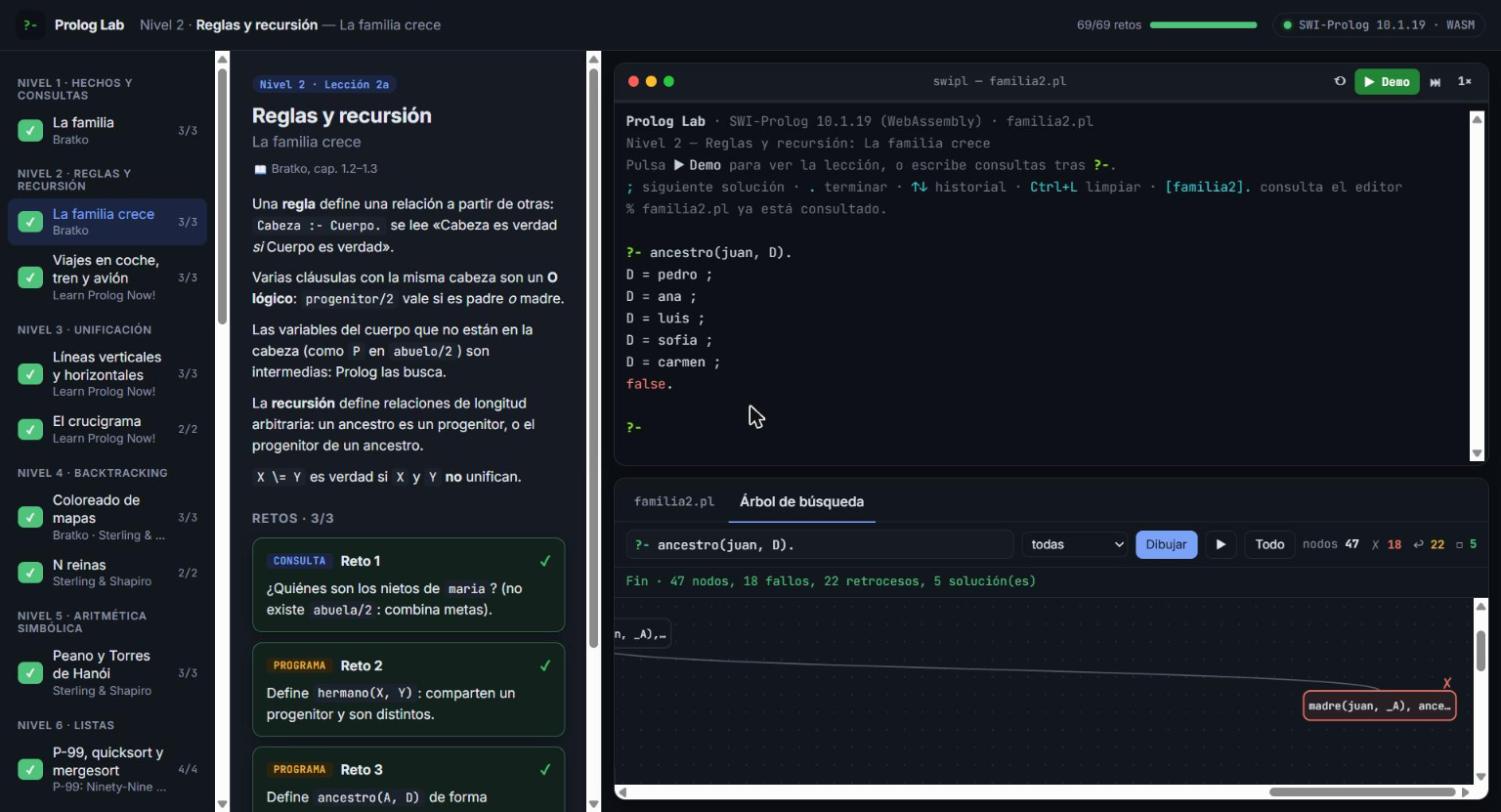 ?- Prolog Lab Nivel 2 · Reglas y recursión — La familia crece 69/69 retos SWI-Prolog 10.1.19 · WASM
NIVEL 1 · HECHOS Y
CONSULTAS
La familia 3/3
Bratko
NIVEL 2 · REGLAS Y
RECURSIÓN
La familia crece 3/3
Bratko
Viajes en coche,
tren y avión 3/3
Learn Prolog Now!
NIVEL 3 · UNIFICACIÓN
Líneas verticales
y horizontales 3/3
Learn Prolog Now!
El crucigrama 2/2
Learn Prolog Now!
NIVEL 4 · BACKTRACKING
Coloreado de
mapas 3/3
Bratko · Sterling & ...
N reinas 2/2
Sterling & Shapiro
NIVEL 5 · ARITMÉTICA
SIMBÓLICA
Peano y Torres
de Hanói 3/3
Sterling & Shapiro
NIVEL 6 · LISTAS
P-99, quicksort y
mergesort 4/4
P-99: Ninety-Nine ...
Nivel 2 · Lección 2a
Reglas y recursión
La familia crece
Bratko, cap. 1.2–1.3
Una regla define una relación a partir de otras:
Cabeza :- Cuerpo. se lee «Cabeza es verdad
si Cuerpo es verdad».
Varias cláusulas con la misma cabeza son un O
lógico: progenitor/2 vale si es padre o madre.
Las variables del cuerpo que no están en la
cabeza (como P en abuelo/2 ) son
intermedias: Prolog las busca.
La recursión define relaciones de longitud
arbitraria: un ancestro es un progenitor, o el
progenitor de un ancestro.
X \= Y es verdad si X y Y no unifican.
RETOS · 3/3
CONSULTA Reto 1 ✓
¿Quiénes son los nietos de maria ? (no
existe abuela/2 : combina metas).
PROGRAMA Reto 2 ✓
Define hermano(X, Y) : comparten un
progenitor y son distintos.
PROGRAMA Reto 3 ✓
Define ancestro(A, D) de forma
swipl — familia2.pl ▶ Demo 1×
Prolog Lab · SWI-Prolog 10.1.19 (WebAssembly) · familia2.pl
Nivel 2 — Reglas y recursión: La familia crece
Pulsa ▶ Demo para ver la lección, o escribe consultas tras ?-.
; siguiente solución · . terminar · ↑↓ historial · Ctrl+L limpiar · [familia2]. consulta el editor
% familia2.pl ya está consultado.
?- ancestro(juan, D).
D = pedro ;
D = ana ;
D = luis ;
D = sofia ;
D = carmen ;
false.
?-
familia2.pl Árbol de búsqueda
?- ancestro(juan, D). todas Dibujar ▶ Todo nodos 47 ✗ 18 ↩ 22 □ 5
Fin · 47 nodos, 18 fallos, 22 retrocesos, 5 solución(es)
n, _A),…
✗
madre(juan, _A), ance…